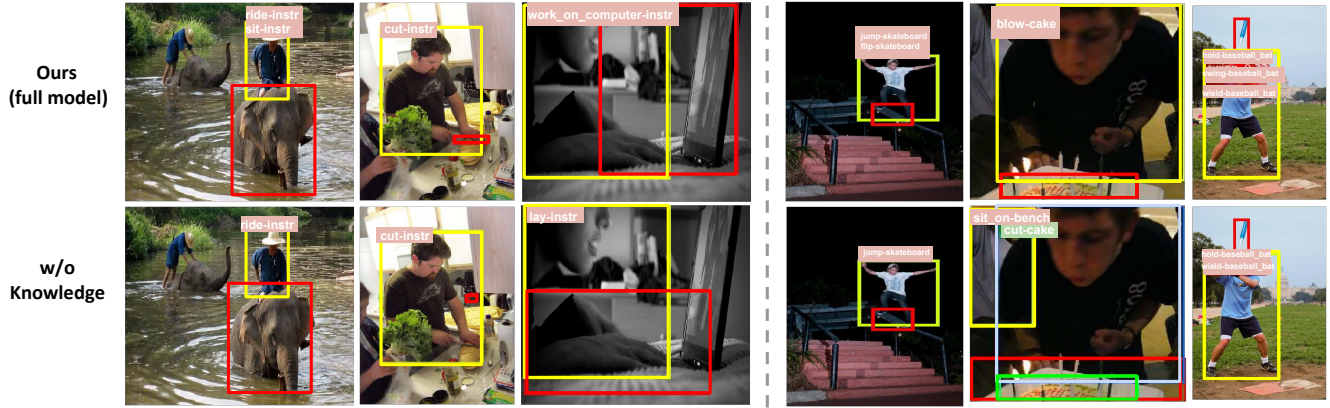 Ours
(full model)
ride-instr
sit-instr
cut-instr
work_on_computer-instr
jump-skateboard
flip-skateboard
blow-cake
hold-baseball_bat
swing-baseball_bat
wield-baseball_bat
w/o
Knowledge
ride-instr
cut-instr
lay-instr
jump-skateboard
sit_on-bench
cut-cake
hold-baseball_bat
wield-baseball_bat